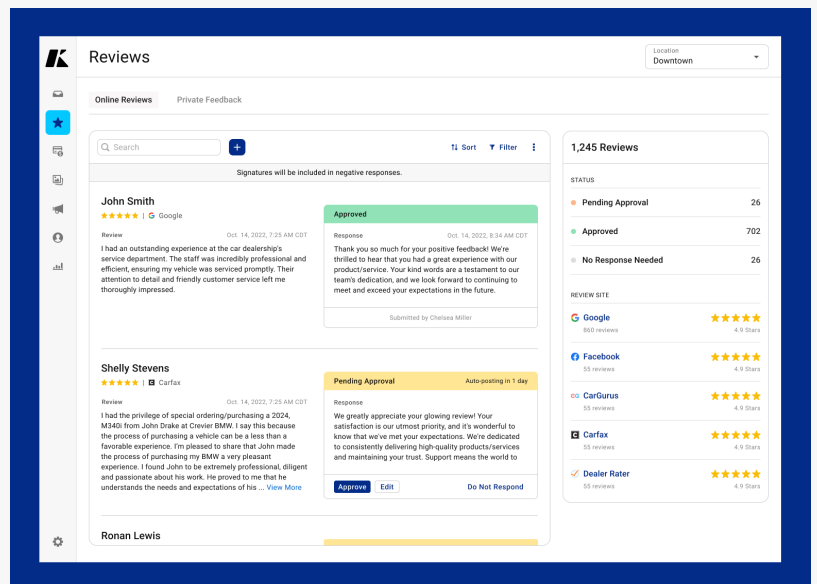 K
Reviews
Location
Downtown
Online Reviews
Private Feedback
Search
+
Sort
Filter
Signatures will be included in negative responses.
John Smith
| G Google
Review
Oct. 14, 2022, 7:25 AM CDT
I had an outstanding experience at the car dealership's
service department. The staff was incredibly professional and
efficient, ensuring my vehicle was serviced promptly. Their
attention to detail and friendly customer service left me
thoroughly impressed.
Approved
Response
Oct. 14, 2022, 8:34 AM CDT
Thank you so much for your positive feedback! We're
thrilled to hear that you had a great experience with our
product/service. Your kind words are a testament to our
team's dedication, and we look forward to continuing to
meet and exceed your expectations in the future.
Submitted by Chelsea Miller
Shelly Stevens
| C Carfax
Review
Oct. 14, 2022, 7:25 AM CDT
I had the privilege of special ordering/purchasing a 2024,
M340i from John Drake at Crevier BMW. I say this because
the process of purchasing a vehicle can be a less than a
favorable experience. I'm pleased to share that John made
the process of purchasing my BMW a very pleasant
experience. I found John to be extremely professional, diligent
and passionate about his work. He proved to me that he
understands the needs and expectations of his ... View More
Pending Approval
Auto-posting in 1 day
Response
We greatly appreciate your glowing review! Your
satisfaction is our utmost priority, and it's wonderful to
know that we've met your expectations. We're dedicated
to consistently delivering high-quality products/services
and maintaining your trust. Support means the world to
Approve
Edit
Do Not Respond
Ronan Lewis
1,245 Reviews
STATUS
Pending Approval 26
Approved 702
No Response Needed 26
REVIEW SITE
G Google
860 reviews 4.9 Stars
f Facebook
55 reviews 4.9 Stars
CG CarGurus
55 reviews 4.9 Stars
C Carfax
55 reviews 4.9 Stars
Dealer Rater
55 reviews 4.9 Stars